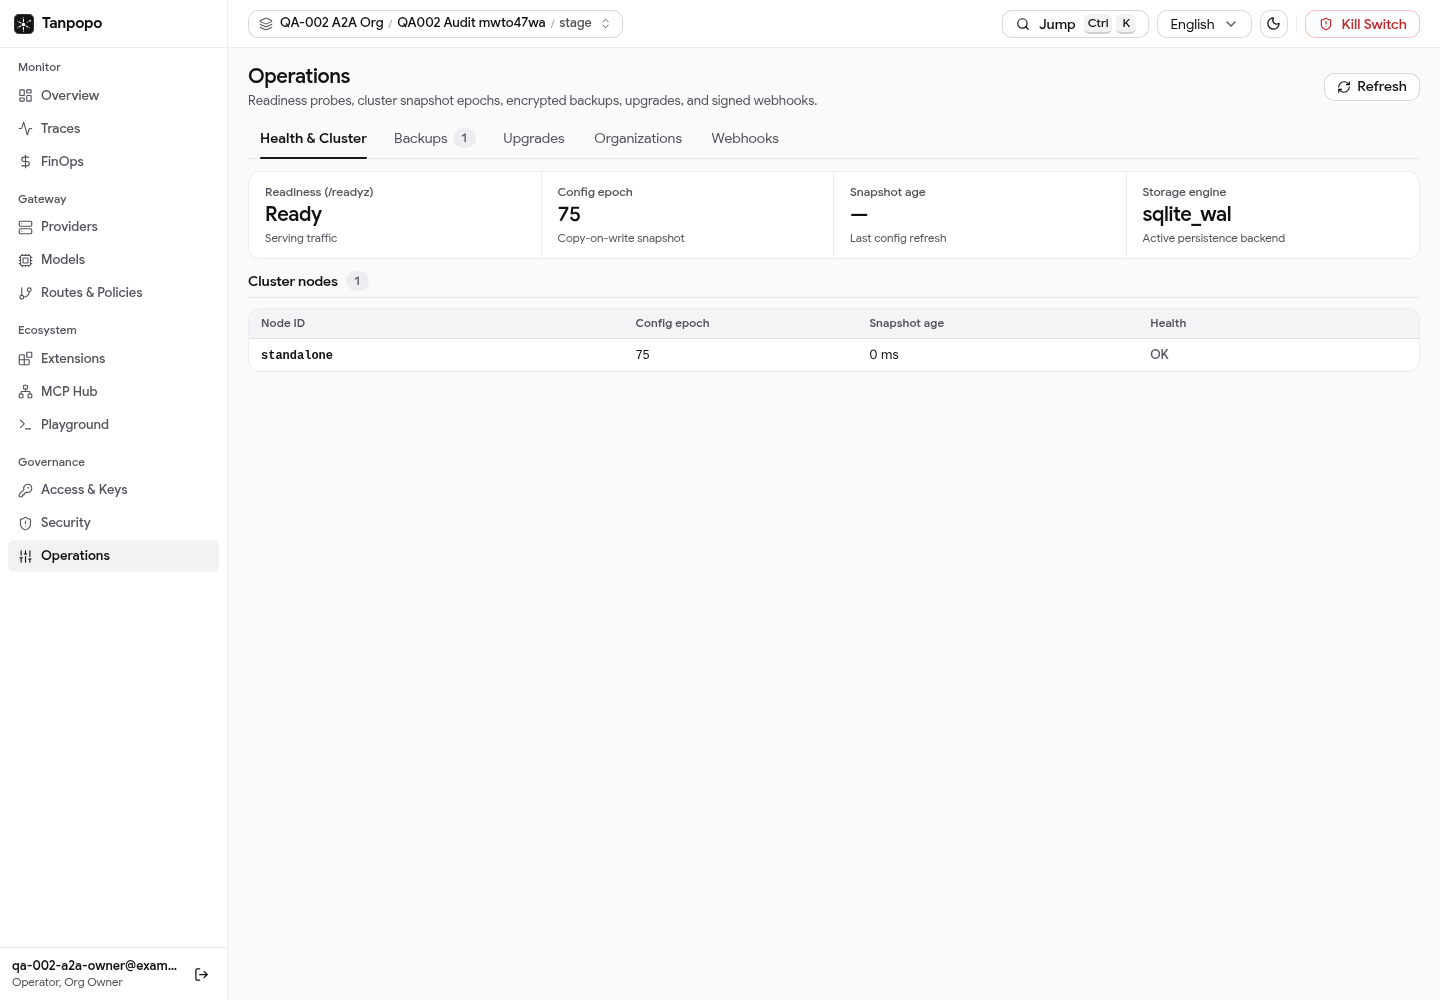 Tanpopo
QA-002 A2A Org / QA002 Audit mwto47wa / stage
Jump Ctrl K
English
Kill Switch
Monitor
Overview
Traces
FinOps
Gateway
Providers
Models
Routes & Policies
Ecosystem
Extensions
MCP Hub
Playground
Governance
Access & Keys
Security
Operations
qa-002-a2a-owner@exam...
Operator, Org Owner
Operations
Readiness probes, cluster snapshot epochs, encrypted backups, upgrades, and signed webhooks.
Refresh
Health & Cluster Backups 1 Upgrades Organizations Webhooks
Readiness (/readyz)
Ready
Serving traffic
Config epoch
75
Copy-on-write snapshot
Snapshot age
—
Last config refresh
Storage engine
sqlite_wal
Active persistence backend
Cluster nodes 1
Node ID Config epoch Snapshot age Health
standalone 75 0 ms OK